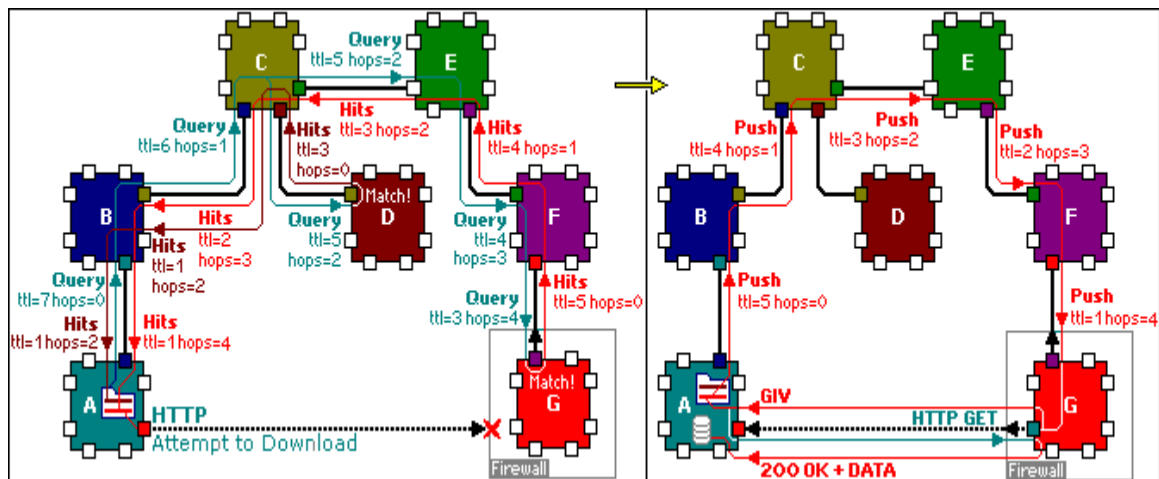 Query
ttl=5 hops=2
C
E
Hits
ttl=3 hops=2
Query
ttl=6 hops=1
Hits
ttl=3
hops=0
Hits
ttl=4 hops=1
B
Match!
D
F
Hits
ttl=2
hops=3
Query
ttl=5
hops=2
Query
ttl=4
hops=3
Hits
ttl=1
hops=2
Query
ttl=7 hops=0
Hits
ttl=5 hops=0
Query
ttl=3 hops=4
Hits
ttl=1 hops=2
Hits
ttl=1 hops=4
A
Match!
G
HTTP
Attempt to Download
Firewall
C
E
Push
ttl=4 hops=1
Push
ttl=3 hops=2
Push
ttl=2 hops=3
B
D
F
Push
ttl=5 hops=0
Push
ttl=1 hops=4
A
GIV
G
HTTP GET
200 OK + DATA
Firewall